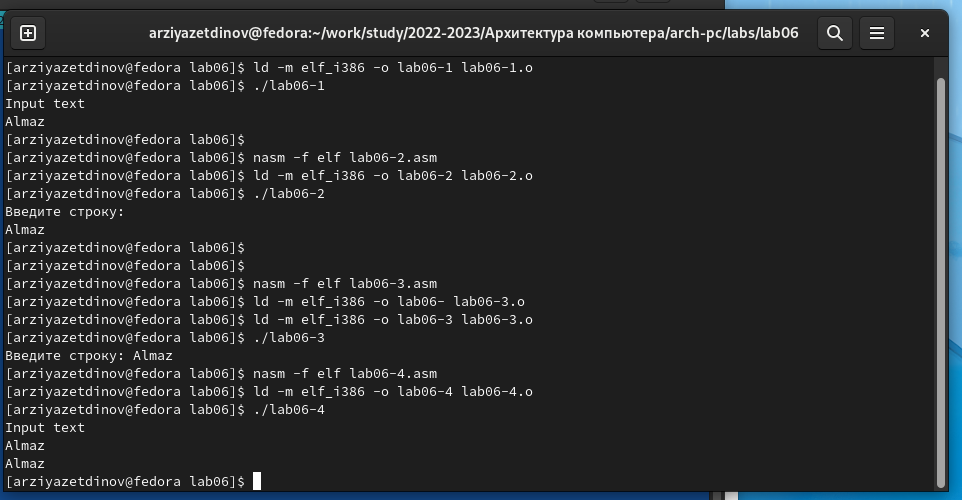 arziyazetdinov@fedora:~/work/study/2022-2023/Архитектура компьютера/arch-pc/labs/lab06
[arziyazetdinov@fedora lab06]$ ld -m elf_i386 -o lab06-1 lab06-1.o
[arziyazetdinov@fedora lab06]$ ./lab06-1
Input text
Almaz
[arziyazetdinov@fedora lab06]$
[arziyazetdinov@fedora lab06]$ nasm -f elf lab06-2.asm
[arziyazetdinov@fedora lab06]$ ld -m elf_i386 -o lab06-2 lab06-2.o
[arziyazetdinov@fedora lab06]$ ./lab06-2
Введите строку:
Almaz
[arziyazetdinov@fedora lab06]$
[arziyazetdinov@fedora lab06]$
[arziyazetdinov@fedora lab06]$ nasm -f elf lab06-3.asm
[arziyazetdinov@fedora lab06]$ ld -m elf_i386 -o lab06- lab06-3.o
[arziyazetdinov@fedora lab06]$ ld -m elf_i386 -o lab06-3 lab06-3.o
[arziyazetdinov@fedora lab06]$ ./lab06-3
Введите строку: Almaz
[arziyazetdinov@fedora lab06]$ nasm -f elf lab06-4.asm
[arziyazetdinov@fedora lab06]$ ld -m elf_i386 -o lab06-4 lab06-4.o
[arziyazetdinov@fedora lab06]$ ./lab06-4
Input text
Almaz
Almaz
[arziyazetdinov@fedora lab06]$